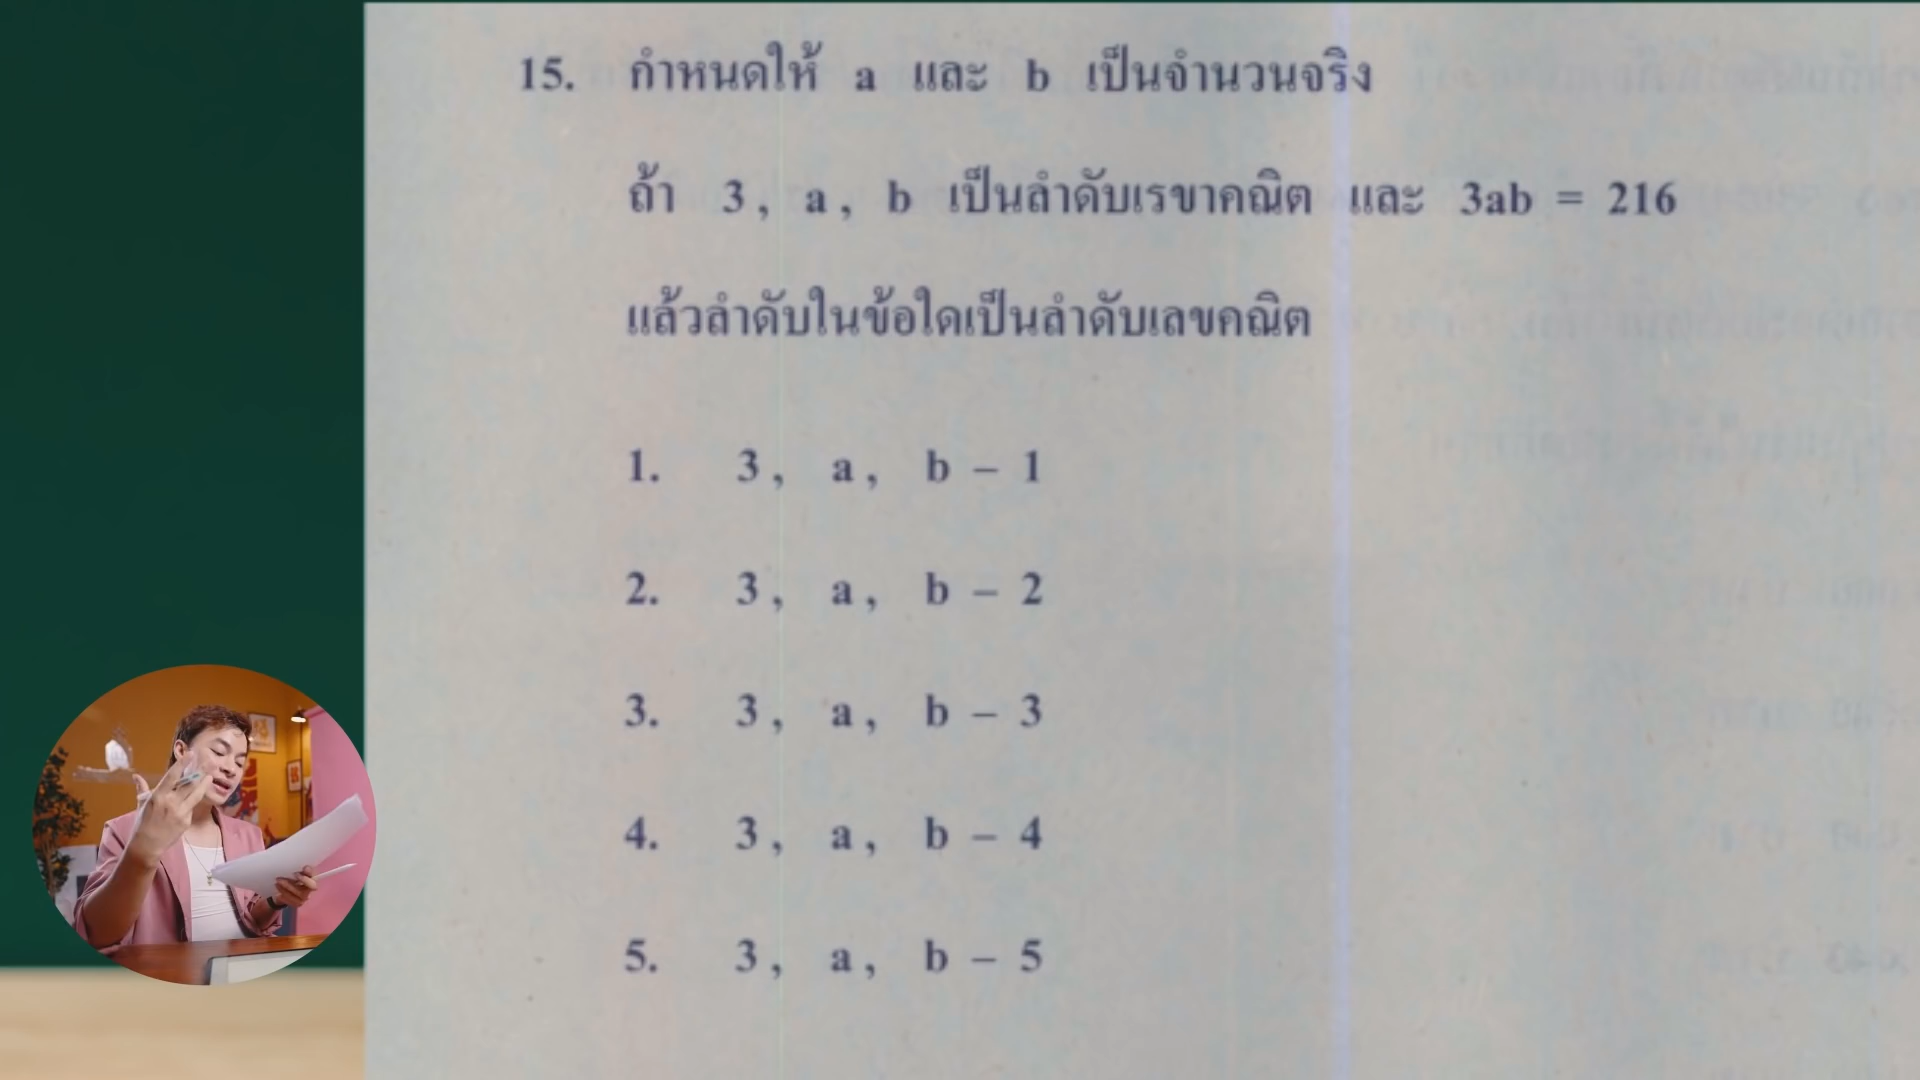 15. กำหนดให้ a และ b เป็นจำนวนจริง
ถ้า 3 , a , b เป็นลำดับเรขาคณิต และ 3ab = 216
แล้วลำดับในข้อใดเป็นลำดับเลขคณิต
1. 3 , a , b – 1
2. 3 , a , b – 2
3. 3 , a , b – 3
4. 3 , a , b – 4
5. 3 , a , b – 5